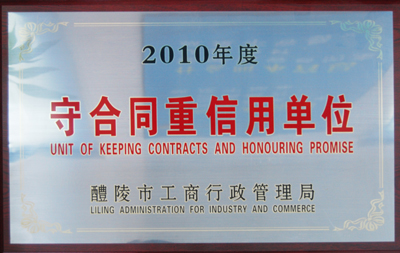 2010年度
守合同重信用单位
UNIT OF KEEPING CONTRACTS AND HONOURING PROMISE
醴陵市工商行政管理局
LILING ADMINISTRATION FOR INDUSTRY AND COMMERCE